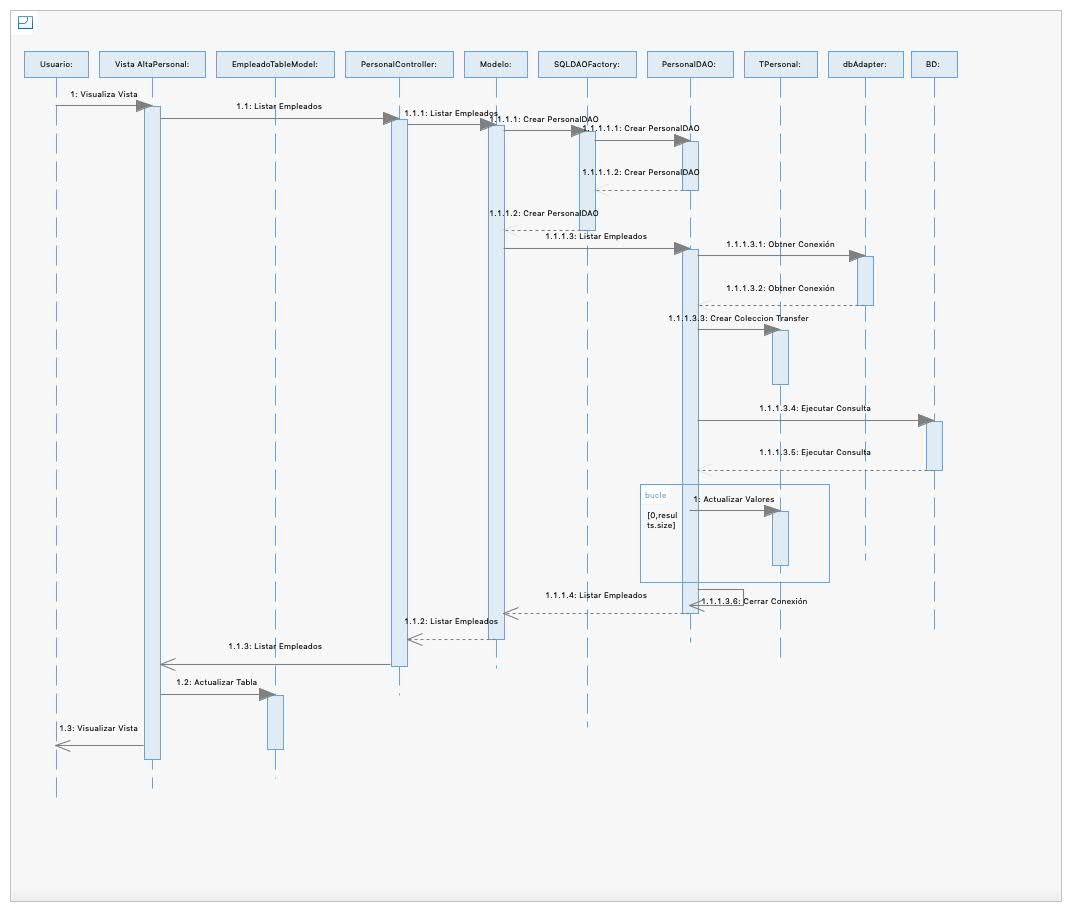 Usuario:
Vista AltaPersonal:
EmpleadoTableModel:
PersonalController:
Modelo:
SQLDAOFactory:
PersonalDAO:
TPersonal:
dbAdapter:
BD:
1: Visualiza Vista
1.1: Listar Empleados
1.1.1: Listar Empleados
1.1.1.1: Crear PersonalDAO
1.1.1.1.1: Crear PersonalDAO
1.1.1.1.2: Crear PersonalDAO
1.1.1.2: Crear PersonalDAO
1.1.1.3: Listar Empleados
1.1.1.3.1: Obtner Conexión
1.1.1.3.2: Obtner Conexión
1.1.1.3.3: Crear Coleccion Transfer
1.1.1.3.4: Ejecutar Consulta
1.1.1.3.5: Ejecutar Consulta
bucle
1: Actualizar Valores
[0,resul
ts.size]
1.1.1.4: Listar Empleados
1.1.1.3.6: Cerrar Conexión
1.1.2: Listar Empleados
1.1.3: Listar Empleados
1.2: Actualizar Tabla
1.3: Visualizar Vista